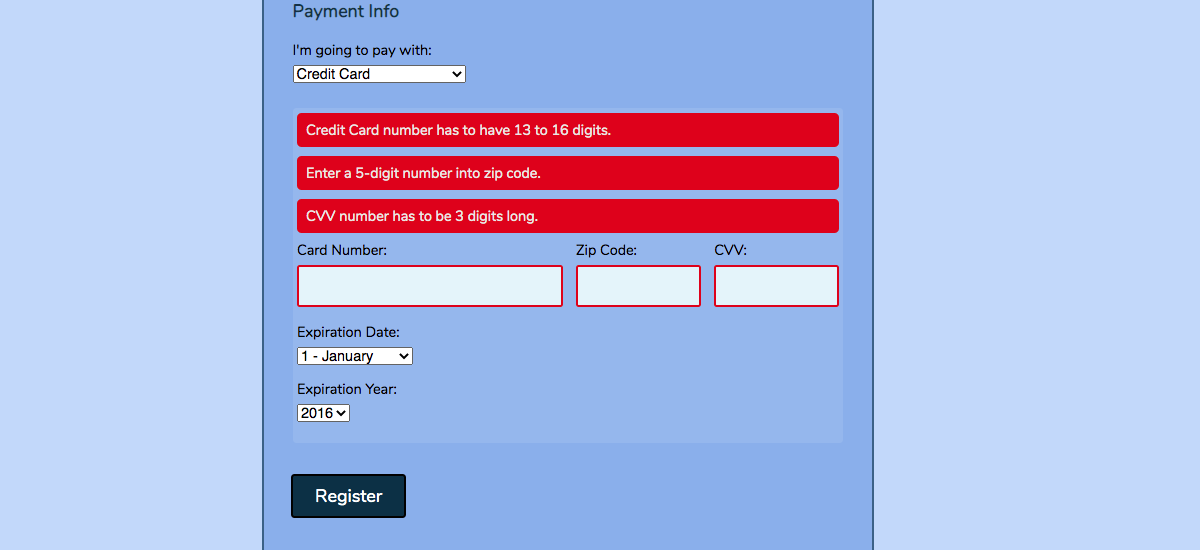 Payment Info
I'm going to pay with:
Credit Card
Credit Card number has to have 13 to 16 digits.
Enter a 5-digit number into zip code.
CVV number has to be 3 digits long.
Card Number: Zip Code: CVV:
Expiration Date:
1 - January
Expiration Year:
2016
Register